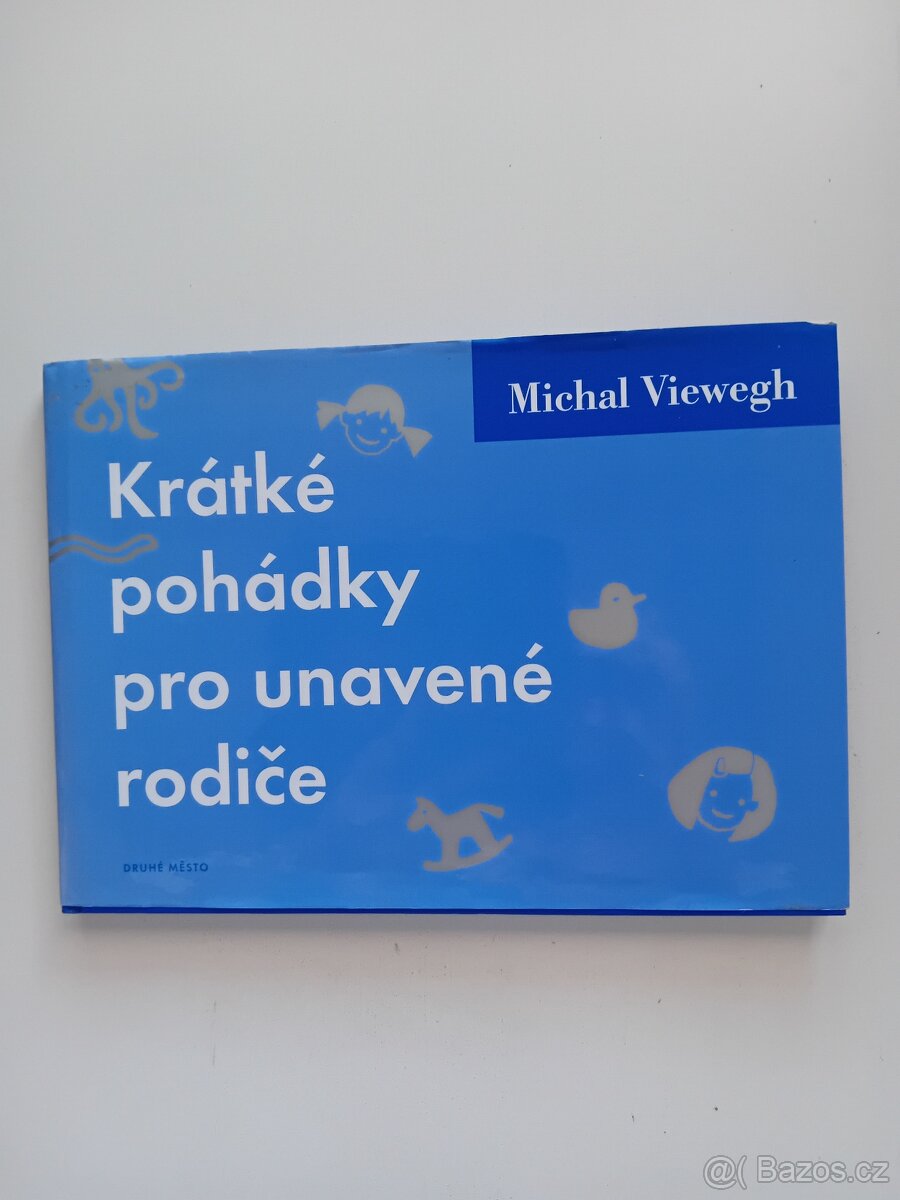 Michal Viewegh
Krátké
pohádky
pro unavené
rodiče
DRUHÉ MĚSTO
@( Bazos.cz